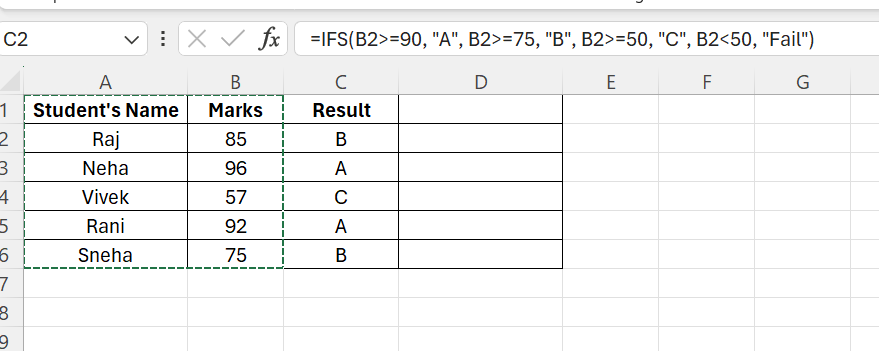 C2 fx =IFS(B2>=90, "A", B2>=75, "B", B2>=50, "C", B2<50, "Fail")
A B C D E F G
1 Student's Name Marks Result
2 Raj 85 B
3 Neha 96 A
4 Vivek 57 C
5 Rani 92 A
6 Sneha 75 B
7
8
9